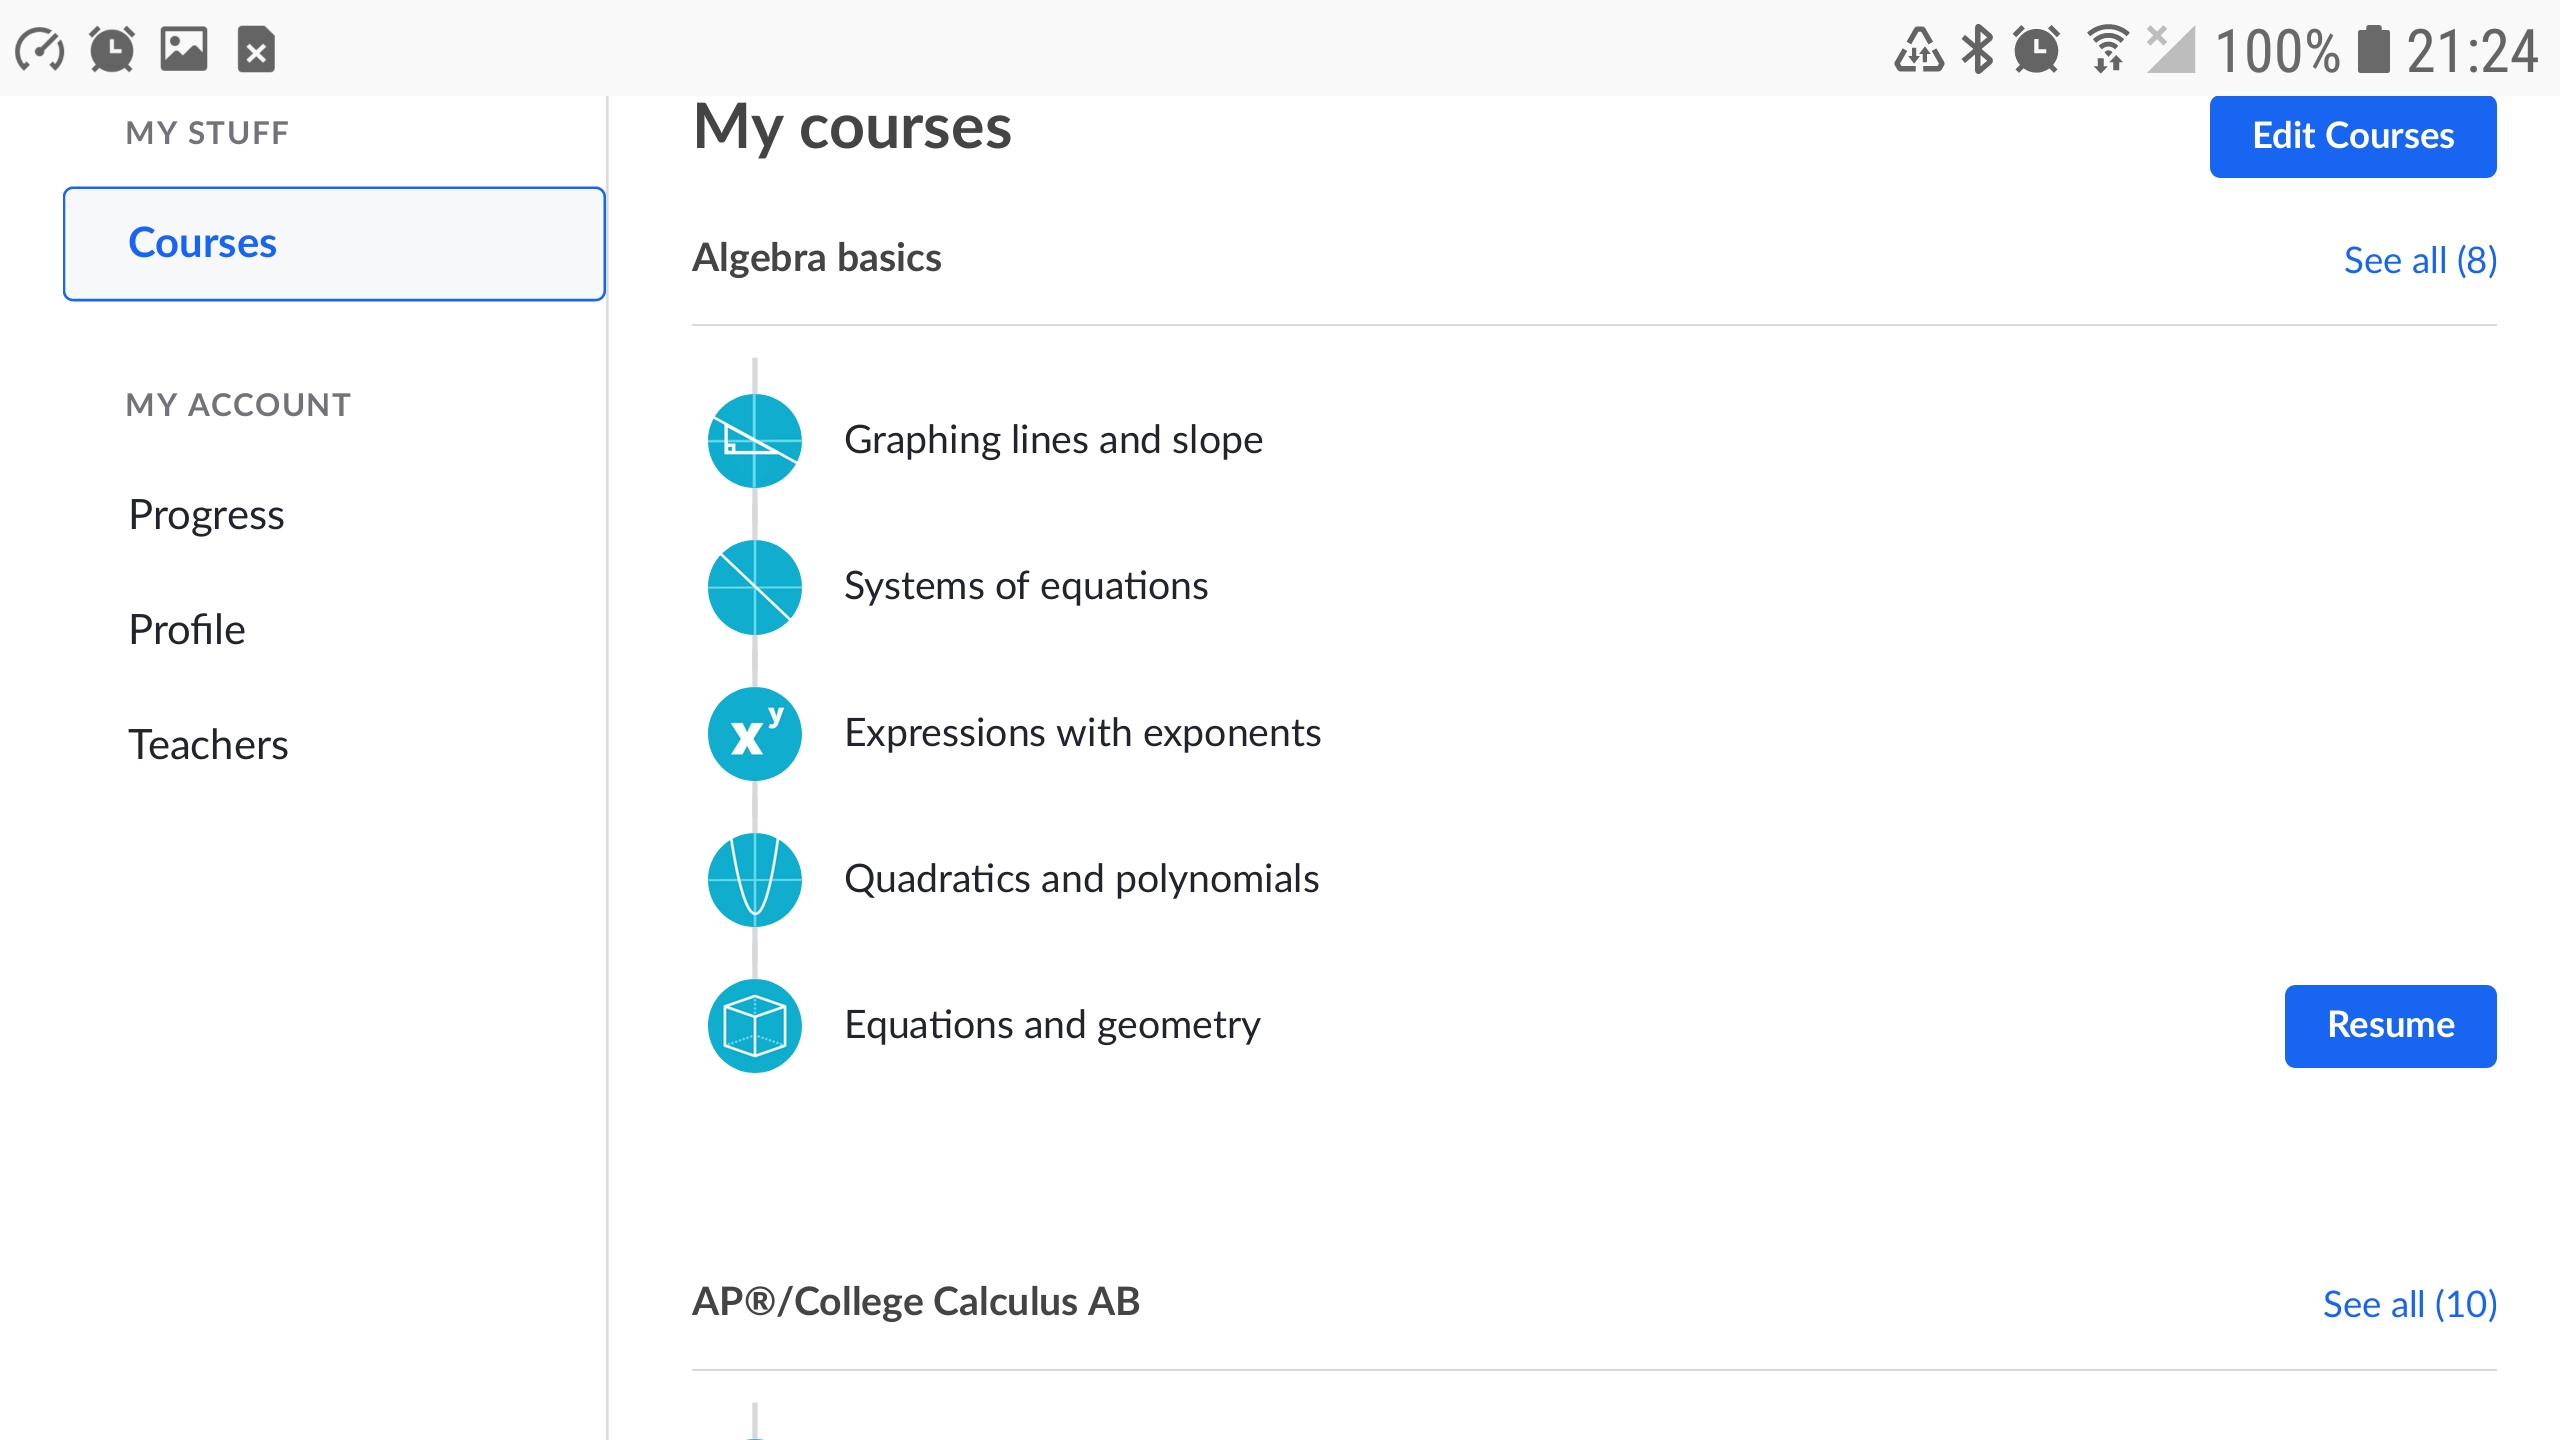 100% 21:24
MY STUFF
Courses
MY ACCOUNT
Progress
Profile
Teachers
My courses
Edit Courses
Algebra basics
See all (8)
Graphing lines and slope
Systems of equations
xʸ
Expressions with exponents
Quadratics and polynomials
Equations and geometry
Resume
AP®/College Calculus AB
See all (10)